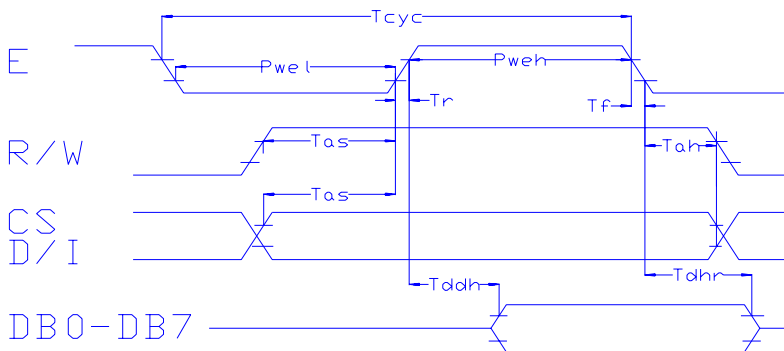 Tcyc
E
Pwel
Pweh
Tr
Tf
R/W
Tas
Tah
Tas
CS
D/I
Tddh
Tdhr
DB0-DB7